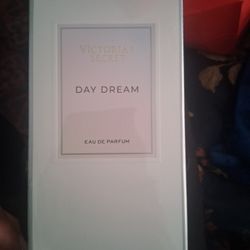 VICTORIA'S
SECRET
DAY DREAM
EAU DE PARFUM